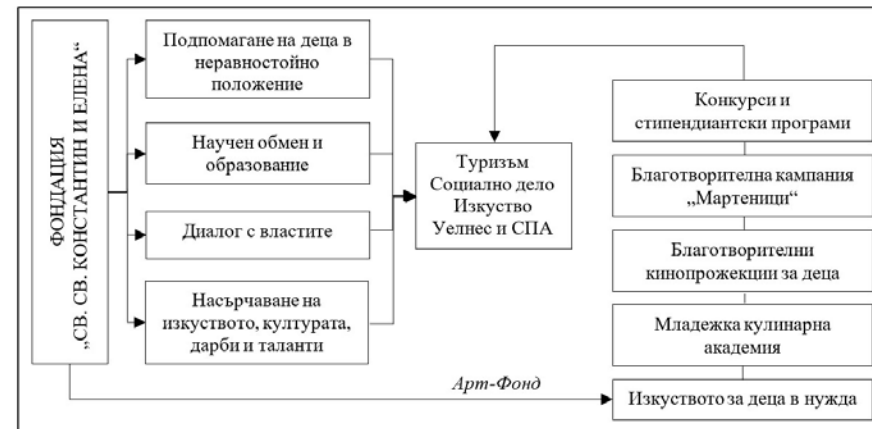 ФОНДАЦИЯ
„СВ. СВ. КОНСТАНТИН И ЕЛЕНА“
Подпомагане на деца в
неравностойно
положение
Научен обмен и
образование
Диалог с властите
Насърчаване на
изкуството, културата,
дарби и таланти
Туризъм
Социално дело
Изкуство
Уелнес и СПА
Конкурси и
стипендиантски програми
Благотворителна кампания
„Мартеници“
Благотворителни
кинопрожекции за деца
Младежка кулинарна
академия
Арт-Фонд
Изкуството за деца в нужда